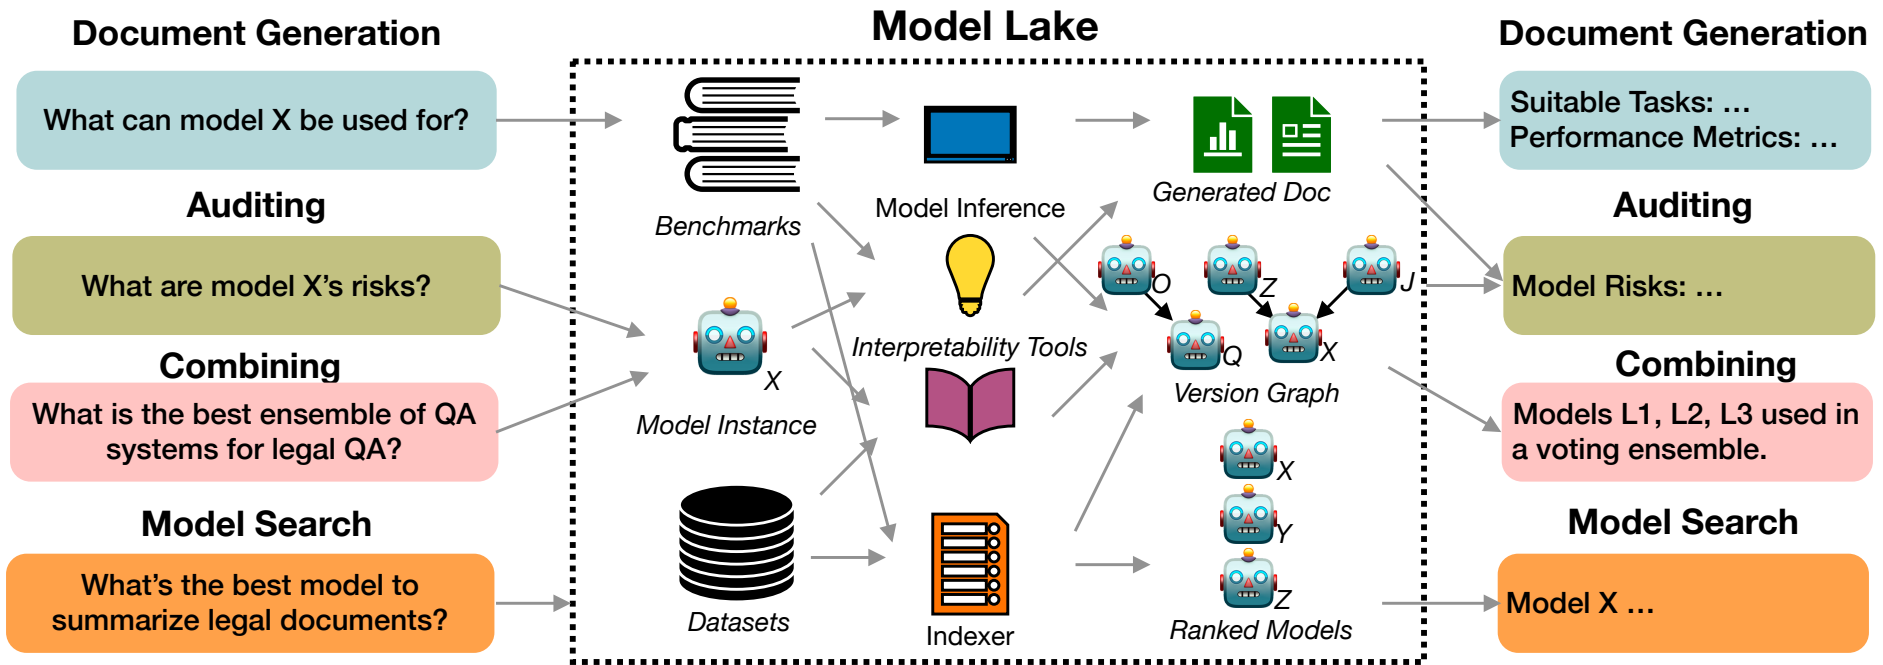 Model Lake
Document Generation
What can model X be used for?
Auditing
What are model X's risks?
Combining
What is the best ensemble of QA
systems for legal QA?
Model Search
What's the best model to
summarize legal documents?
Benchmarks
X
Model Instance
Datasets
Model Inference
Interpretability Tools
Indexer
Generated Doc
O
Z
J
Q
X
Version Graph
X
Y
Z
Ranked Models
Document Generation
Suitable Tasks: ...
Performance Metrics: ...
Auditing
Model Risks: ...
Combining
Models L1, L2, L3 used in
a voting ensemble.
Model Search
Model X ...